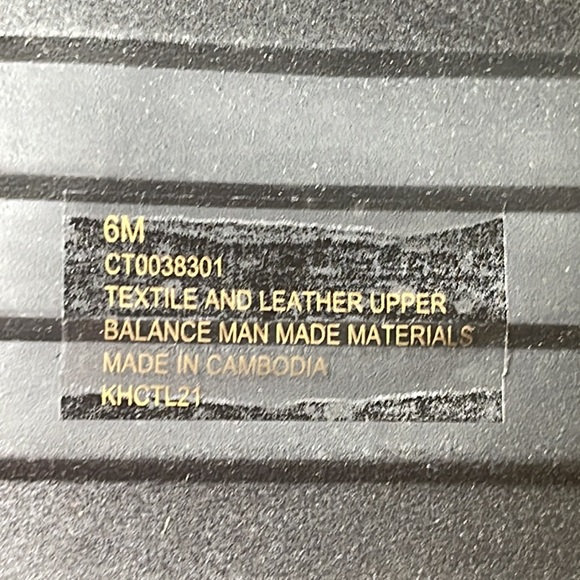 6M
CT0038301
TEXTILE AND LEATHER UPPER
BALANCE MAN MADE MATERIALS
MADE IN CAMBODIA
KHCTL21